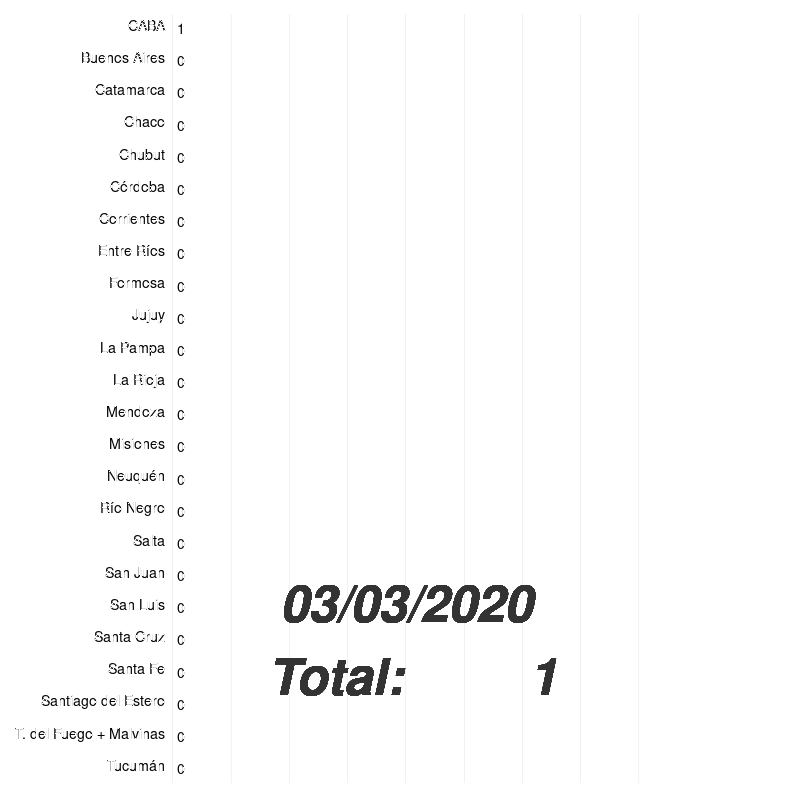 CABA 1
Buenos Aires 0
Catamarca 0
Chaco 0
Chubut 0
Córdoba 0
Corrientes 0
Entre Ríos 0
Formosa 0
Jujuy 0
La Pampa 0
La Rioja 0
Mendoza 0
Misiones 0
Neuquén 0
Río Negro 0
Salta 0
San Juan 0
San Luis 0
Santa Cruz 0
Santa Fe 0
Santiago del Estero 0
T. del Fuego + Malvinas 0
Tucumán 0
03/03/2020
Total: 1